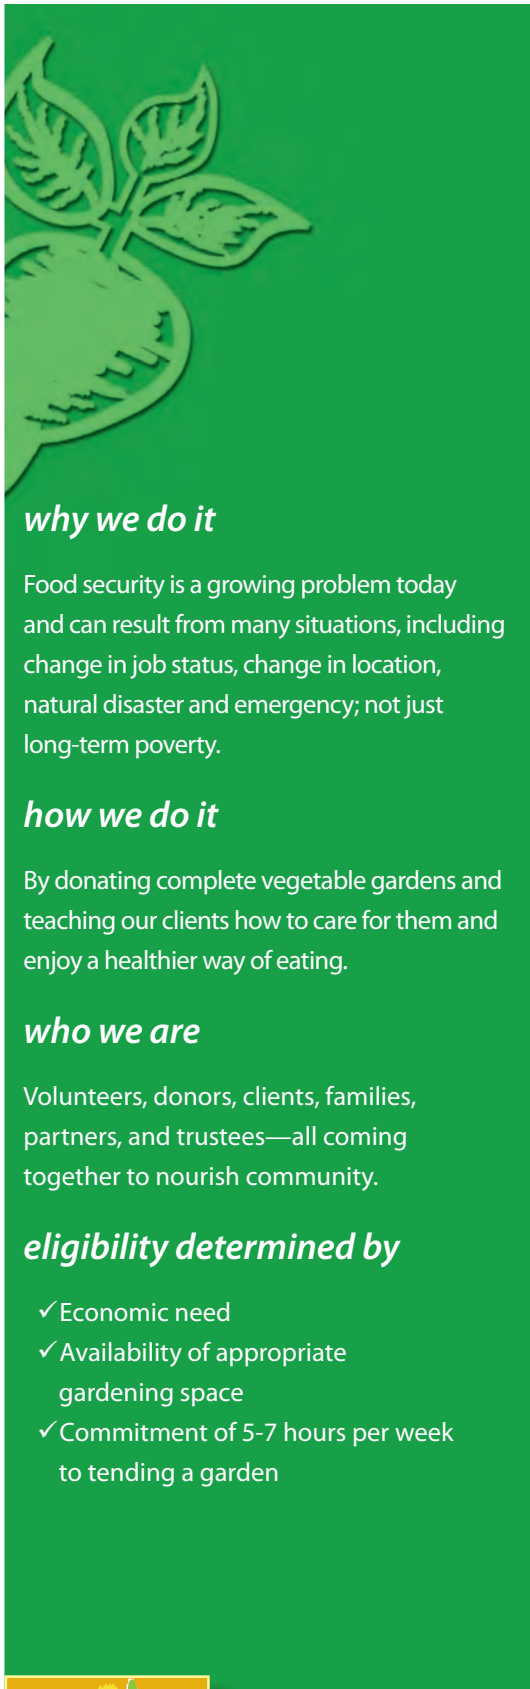 why we do it
Food security is a growing problem today
and can result from many situations, including
change in job status, change in location,
natural disaster and emergency; not just
long-term poverty.
how we do it
By donating complete vegetable gardens and
teaching our clients how to care for them and
enjoy a healthier way of eating.
who we are
Volunteers, donors, clients, families,
partners, and trustees—all coming
together to nourish community.
eligibility determined by
✓Economic need
✓Availability of appropriate
gardening space
✓Commitment of 5-7 hours per week
to tending a garden